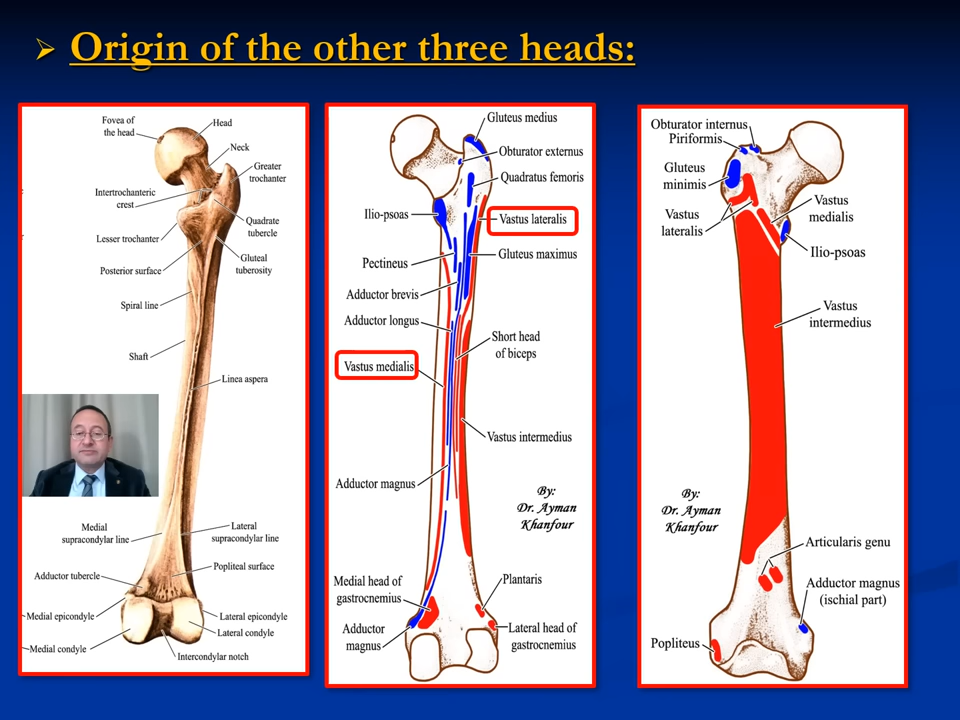 Origin of the other three heads:
Fovea of
the head
Head
Neck
Greater
trochanter
Intertrochanteric
crest
Quadrate
tubercle
Lesser trochanter
Gluteal
tuberosity
Posterior surface
Spiral line
Shaft
Linea aspera
Medial
supracondylar line
Lateral
supracondylar line
Popliteal surface
Adductor tubercle
Medial epicondyle
Lateral epicondyle
Lateral condyle
Medial condyle
Intercondylar notch
Gluteus medius
Obturator externus
Quadratus femoris
Ilio-psoas
Vastus lateralis
Gluteus maximus
Pectineus
Adductor brevis
Adductor longus
Short head
of biceps
Vastus medialis
Vastus intermedius
Adductor magnus
By:
Dr. Ayman
Khanfour
Medial head of
gastrocnemius
Plantaris
Adductor
magnus
Lateral head of
gastrocnemius
Obturator internus
Piriformis
Gluteus
minimis
Vastus
lateralis
Vastus
medialis
Ilio-psoas
Vastus
intermedius
By:
Dr. Ayman
Khanfour
Articularis genu
Adductor magnus
(ischial part)
Popliteus